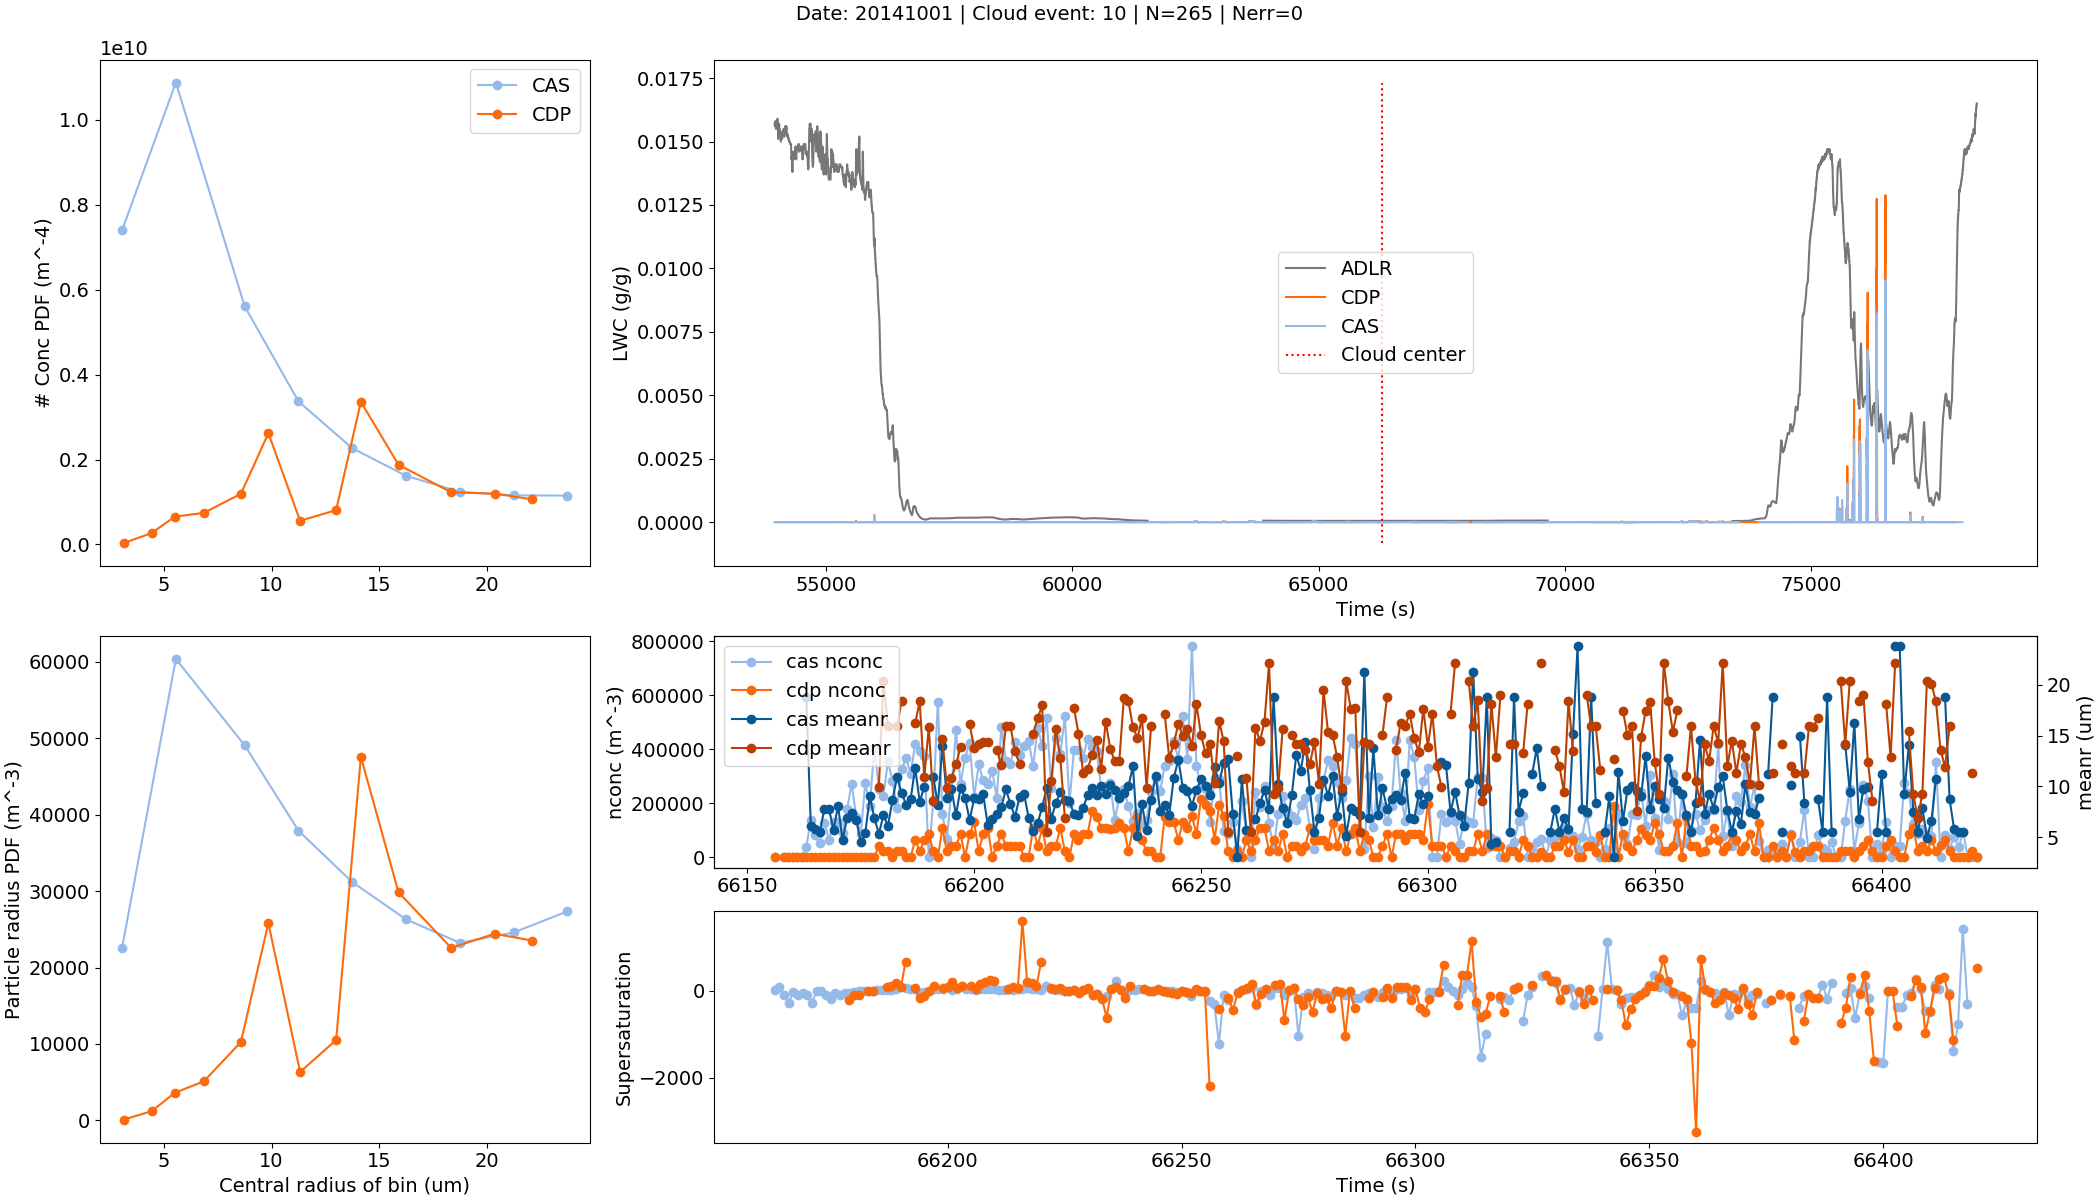 Date: 20141001 | Cloud event: 10 | N=265 | Nerr=0
1e10
# Conc PDF (m^-4)
1.0
0.8
0.6
0.4
0.2
0.0
5 10 15 20
CAS
CDP
LWC (g/g)
0.0175
0.0150
0.0125
0.0100
0.0075
0.0050
0.0025
0.0000
55000 60000 65000 70000 75000
Time (s)
ADLR
CDP
CAS
Cloud center
Particle radius PDF (m^-3)
60000
50000
40000
30000
20000
10000
0
5 10 15 20
Central radius of bin (um)
nconc (m^-3)
800000
600000
400000
200000
0
cas nconc
cdp nconc
cas meanr
cdp meanr
20
15
10
5
meanr (um)
66150 66200 66250 66300 66350 66400
Supersaturation
0
−2000
66200 66250 66300 66350 66400
Time (s)